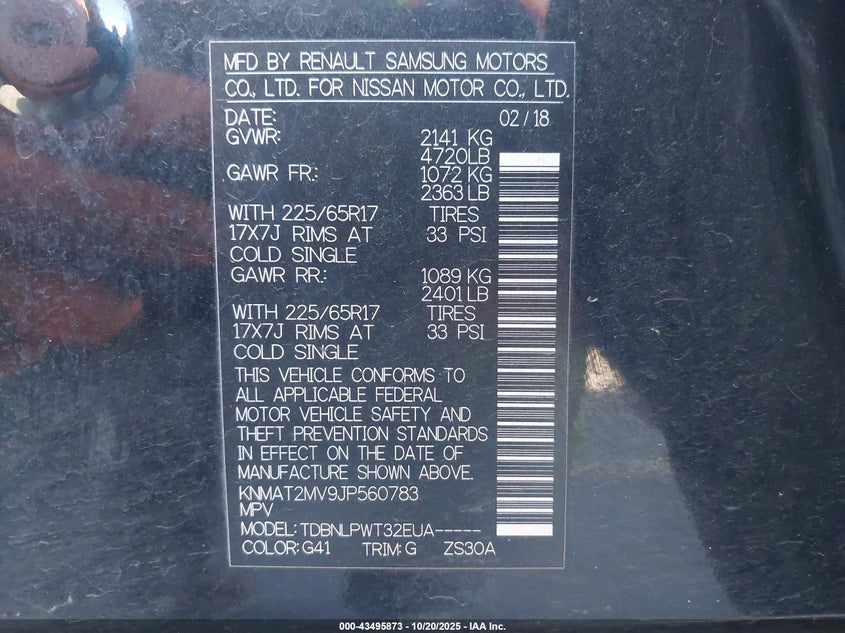 MFD BY RENAULT SAMSUNG MOTORS
CO., LTD. FOR NISSAN MOTOR CO., LTD.
DATE: 02/18
GVWR: 2141 KG
4720LB
GAWR FR.: 1072 KG
2363 LB
WITH 225/65R17 TIRES
17X7J RIMS AT 33 PSI
COLD SINGLE
GAWR RR.: 1089 KG
2401 LB
WITH 225/65R17 TIRES
17X7J RIMS AT 33 PSI
COLD SINGLE
THIS VEHICLE CONFORMS TO
ALL APPLICABLE FEDERAL
MOTOR VEHICLE SAFETY AND
THEFT PREVENTION STANDARDS
IN EFFECT ON THE DATE OF
MANUFACTURE SHOWN ABOVE.
KNMAT2MV9JP560783
MPV
MODEL: TDBNLPWT32EUA-----
COLOR: G41 TRIM: G ZS30A
000-43495873 - 10/20/2025 - IAA Inc.